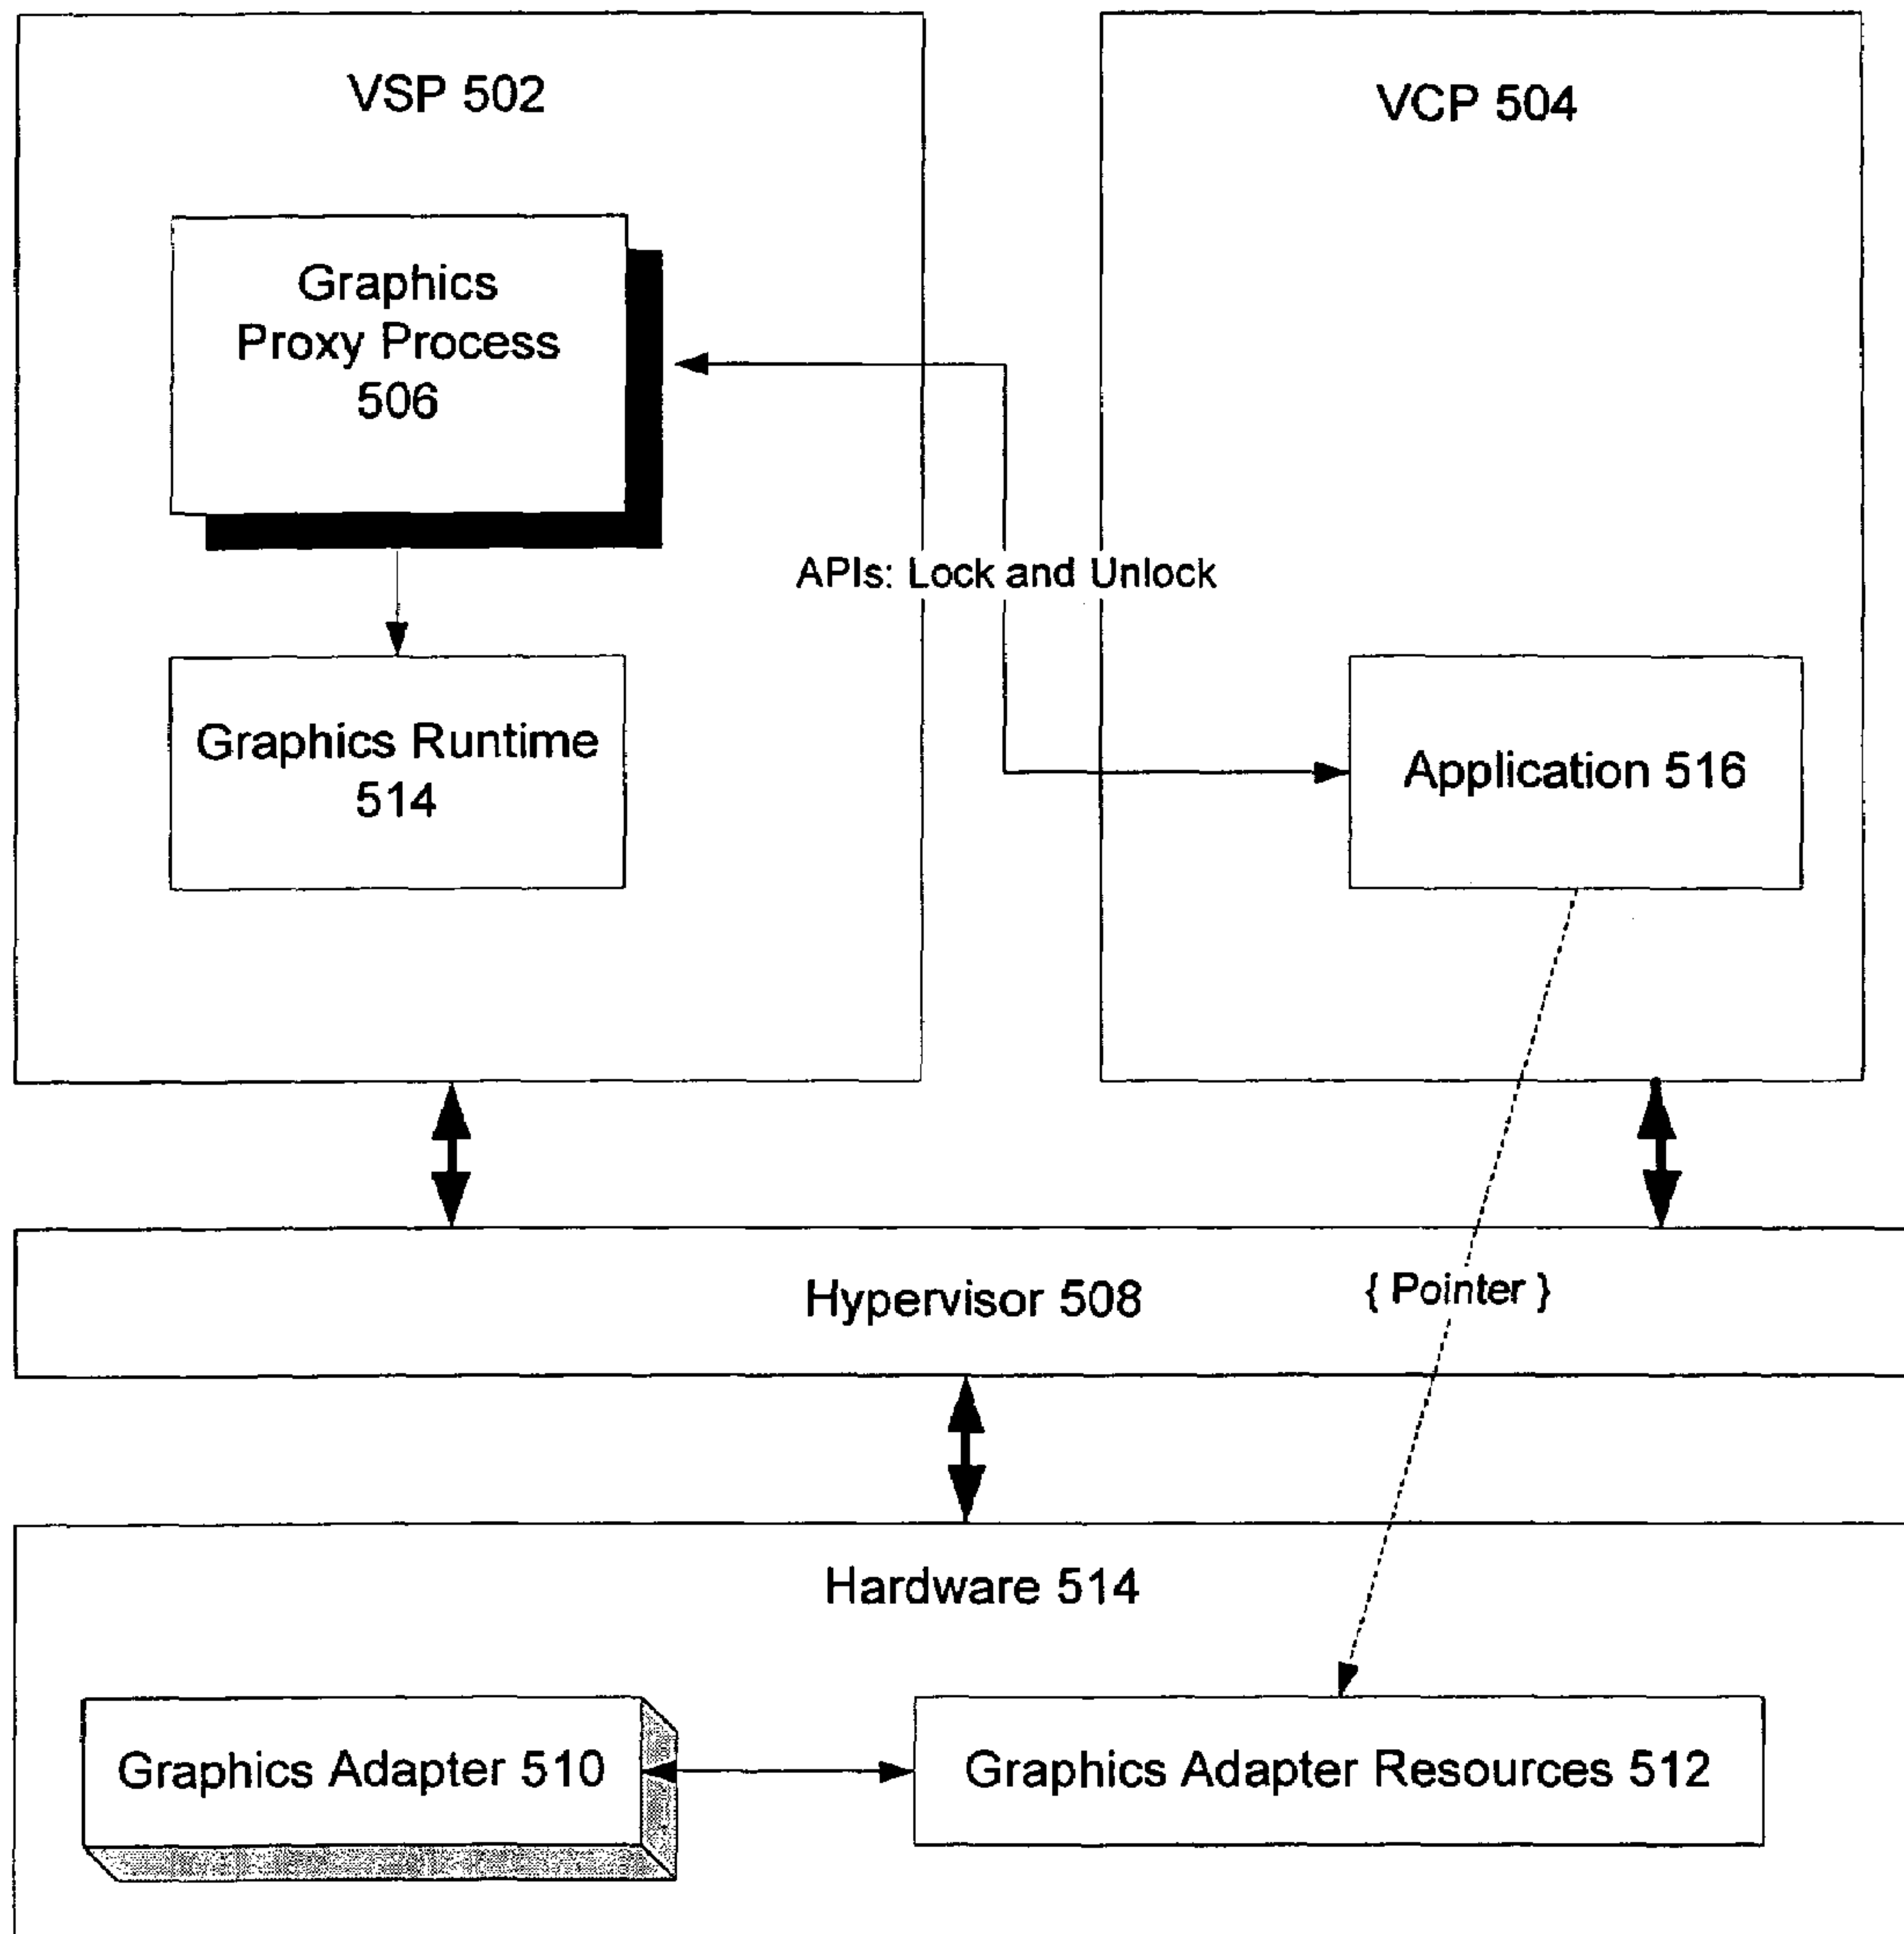 VSP 502
VCP 504
Graphics
Proxy Process
506
APIs: Lock and Unlock
Graphics Runtime
514
Application 516
Hypervisor 508
{ Pointer }
Hardware 514
Graphics Adapter 510
Graphics Adapter Resources 512